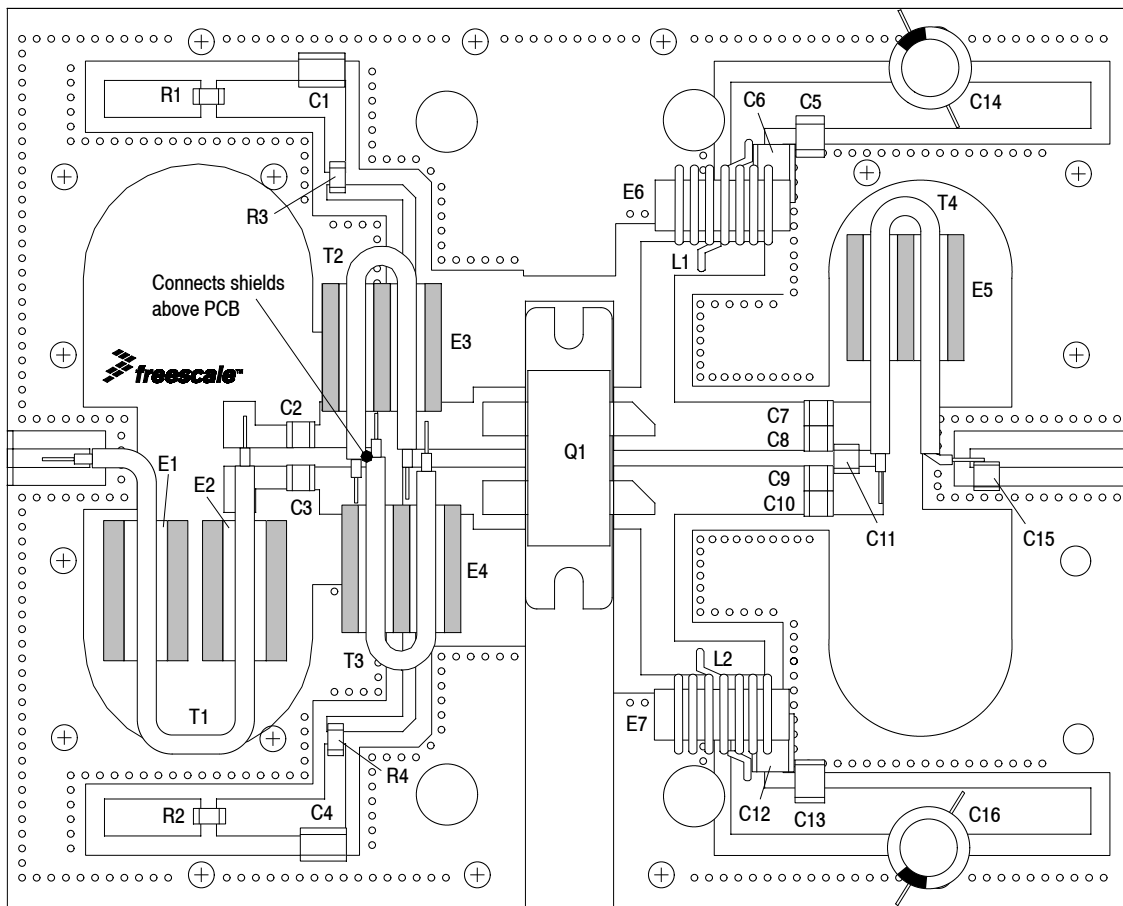 R1
C1
C6
C5
C14
R3
E6
T4
T2
L1
Connects shields
above PCB
E5
E3
freescale™
C2
C7
C8
Q1
E1
E2
C9
C3
C10
C11
C15
E4
T3
L2
T1
E7
R4
R2
C4
C12
C13
C16